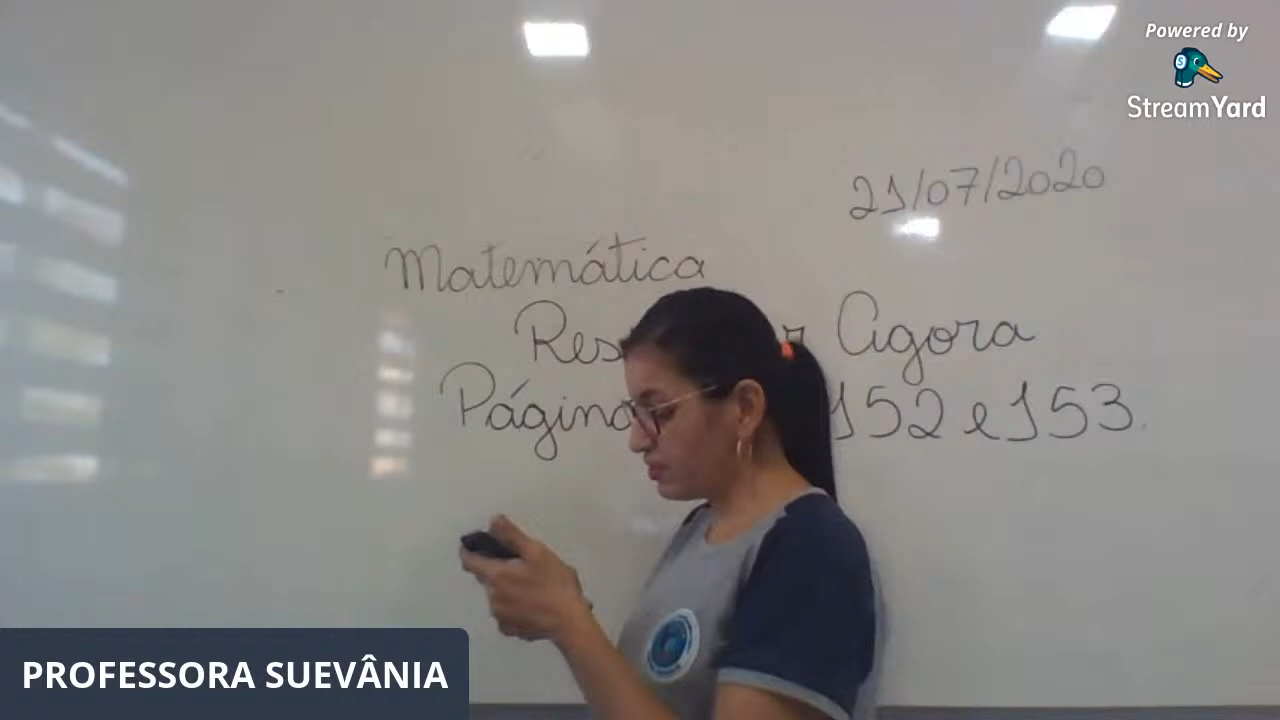 Powered by
StreamYard
21/07/2020
Matemática
Agora
152 e 153.
PROFESSORA SUEVÂNIA